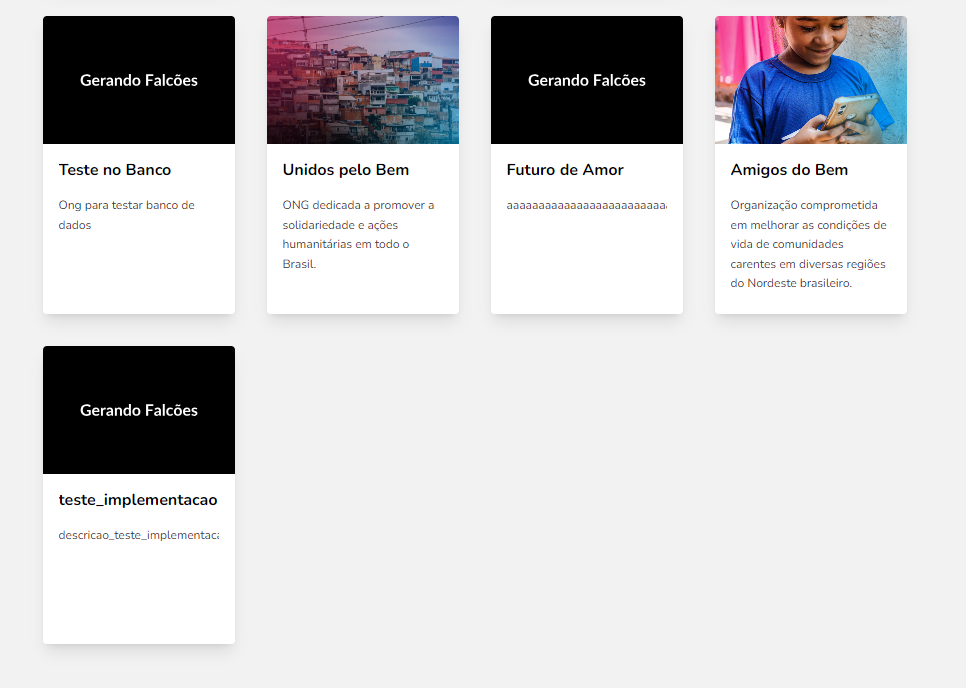 Gerando Falcões
Gerando Falcões
Teste no Banco
Unidos pelo Bem
Futuro de Amor
Amigos do Bem
Ong para testar banco de
dados
ONG dedicada a promover a
solidariedade e ações
humanitárias em todo o
Brasil.
Organização comprometida
em melhorar as condições de
vida de comunidades
carentes em diversas regiões
do Nordeste brasileiro.
Gerando Falcões
teste_implementacao